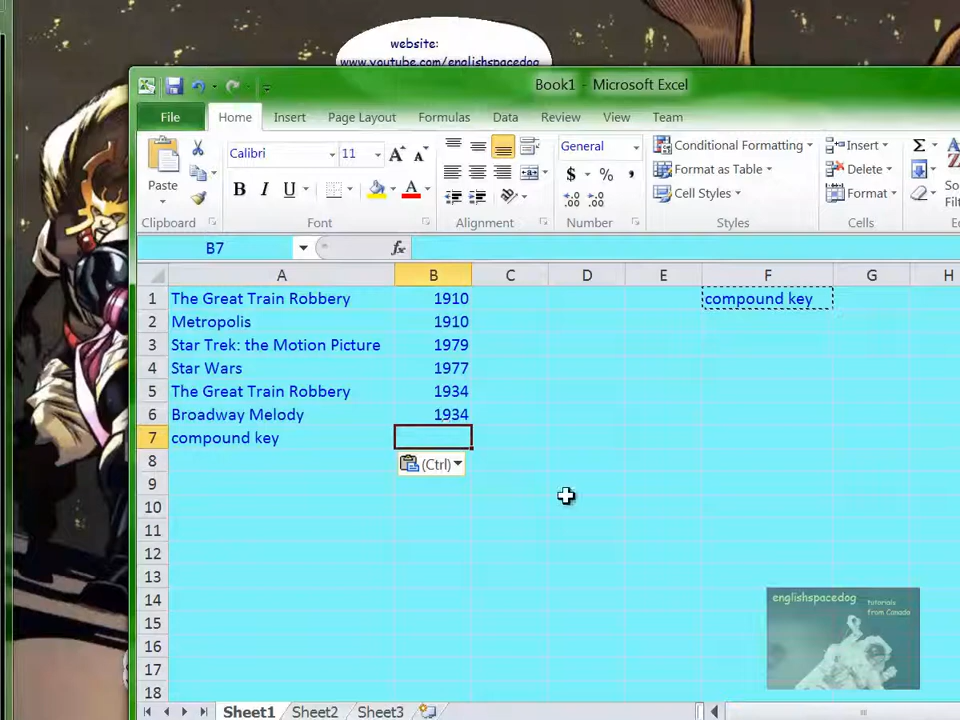 website:
www.youtube.com/englishspacedog
Book1 - Microsoft Excel
File Home Insert Page Layout Formulas Data Review View Team
Paste
Calibri 11
B I U A
General
$ % ,
Conditional Formatting
Format as Table
Cell Styles
Insert
Delete
Format
Σ
Clipboard Font Alignment Number Styles Cells
B7 fx
A B C D E F G H
1 The Great Train Robbery 1910 compound key
2 Metropolis 1910
3 Star Trek: the Motion Picture 1979
4 Star Wars 1977
5 The Great Train Robbery 1934
6 Broadway Melody 1934
7 compound key
8 (Ctrl)
9
10
11
12
13
14
15
16
17
18
englishspacedog
tutorials
from Canada
Sheet1 Sheet2 Sheet3